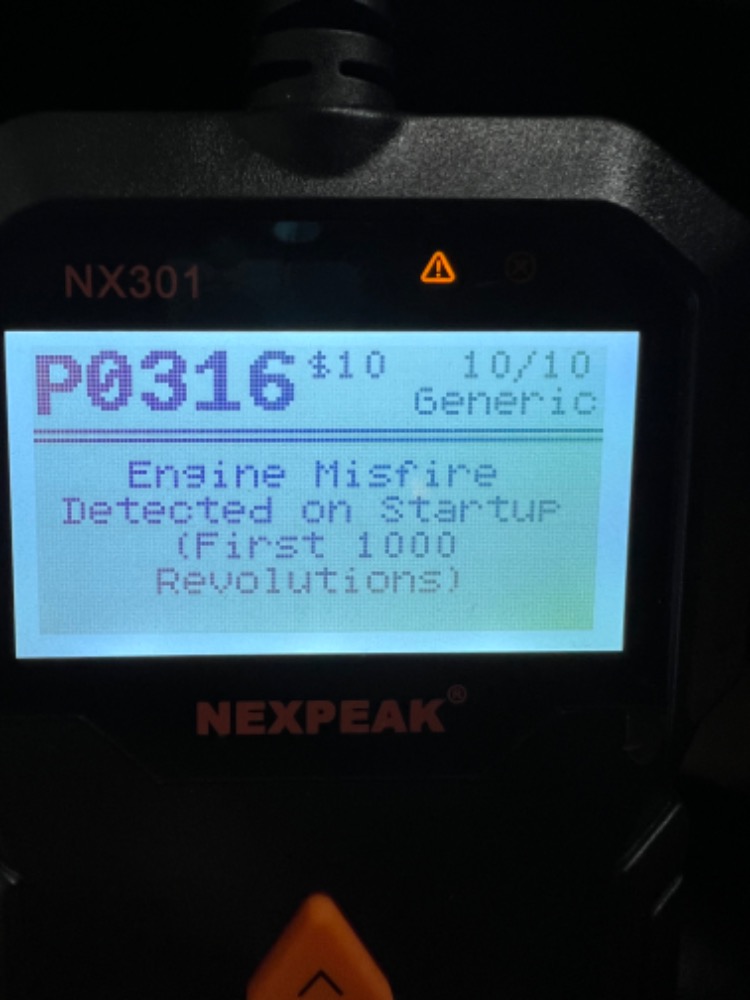 NX301
P0316 $10 10/10
Generic
Engine Misfire
Detected on Startup
(First 1000
Revolutions)
NEXPEAK®